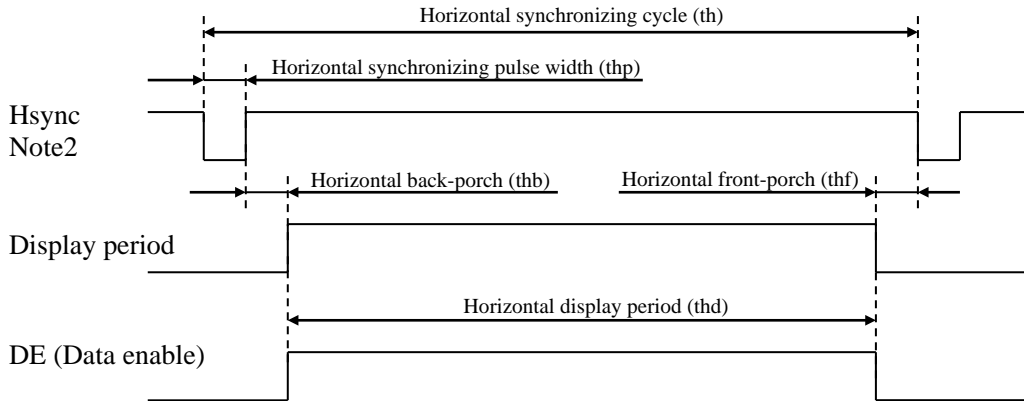 Horizontal synchronizing cycle (th)
Horizontal synchronizing pulse width (thp)
Hsync
Note2
Horizontal back-porch (thb)
Horizontal front-porch (thf)
Display period
Horizontal display period (thd)
DE (Data enable)